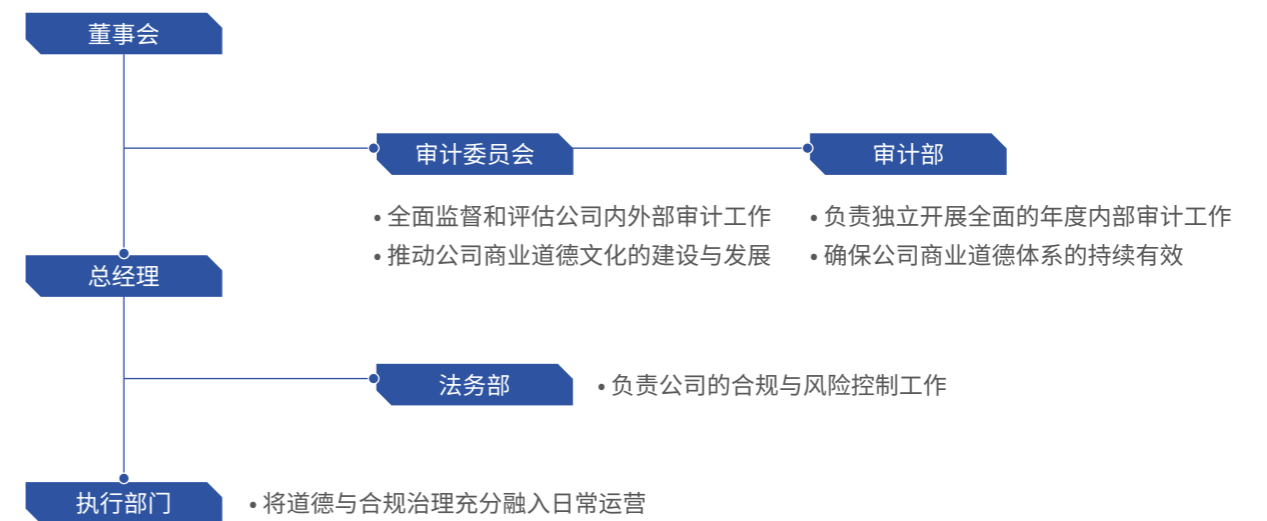 董事会
审计委员会
审计部
• 全面监督和评估公司内外部审计工作
• 推动公司商业道德文化的建设与发展
• 负责独立开展全面的年度内部审计工作
• 确保公司商业道德体系的持续有效
总经理
法务部
• 负责公司的合规与风险控制工作
执行部门
• 将道德与合规治理充分融入日常运营